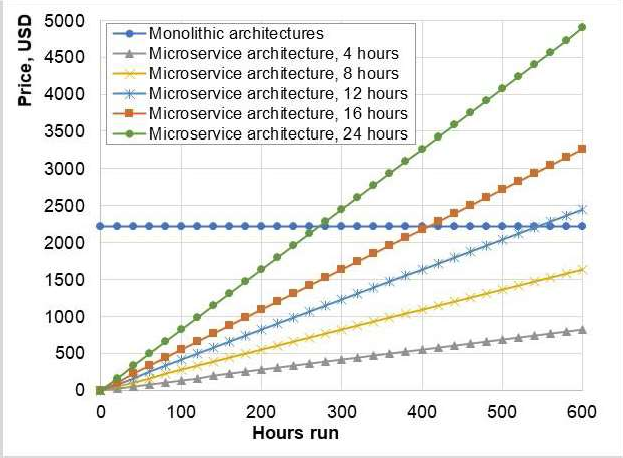 Price, USD
5000
4500
4000
3500
3000
2500
2000
1500
1000
500
0
Monolithic architectures
Microservice architecture, 4 hours
Microservice architecture, 8 hours
Microservice architecture, 12 hours
Microservice architecture, 16 hours
Microservice architecture, 24 hours
0 100 200 300 400 500 600
Hours run